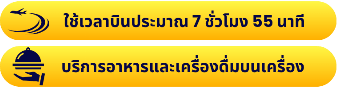 ใช้เวลาบินประมาณ 7 ชั่วโมง 55 นาที
บริการอาหารและเครื่องดื่มบนเครื่อง